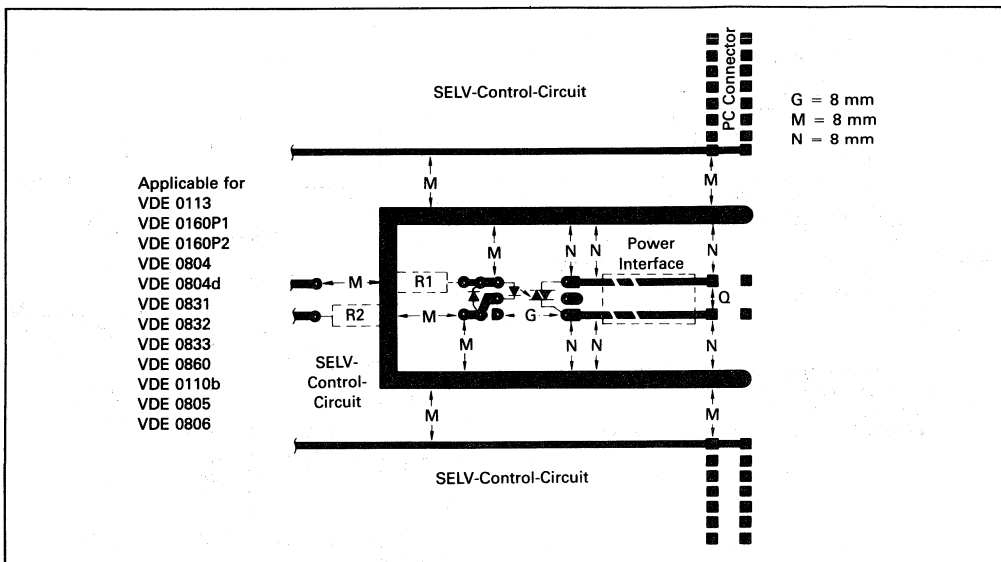 SELV-Control-Circuit
PC Connector
G = 8 mm
M = 8 mm
N = 8 mm
Applicable for
VDE 0113
VDE 0160P1
VDE 0160P2
VDE 0804
VDE 0804d
VDE 0831
VDE 0832
VDE 0833
VDE 0860
VDE 0110b
VDE 0805
VDE 0806
M
M
M
N
N
Power
Interface
N
M
R1
Q
R2
M
G
M
N
N
N
SELV-
Control-
Circuit
M
M
SELV-Control-Circuit